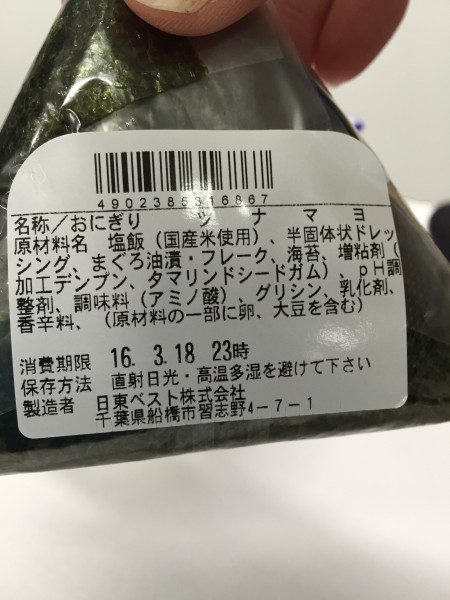 4902385316867
名称/おにぎり ツナマヨ
原材料名 塩飯（国産米使用）、半固体状ドレッ
シング、まぐろ油漬・フレーク、海苔、増粘剤（
加工デンプン、タマリンドシードガム）、pH調
整剤、調味料（アミノ酸）、グリシン、乳化剤、
香辛料、（原材料の一部に卵、大豆を含む）
消費期限 16. 3.18 23時
保存方法 直射日光・高温多湿を避けて下さい
製造者 日東ベスト株式会社
千葉県船橋市習志野4-7-1